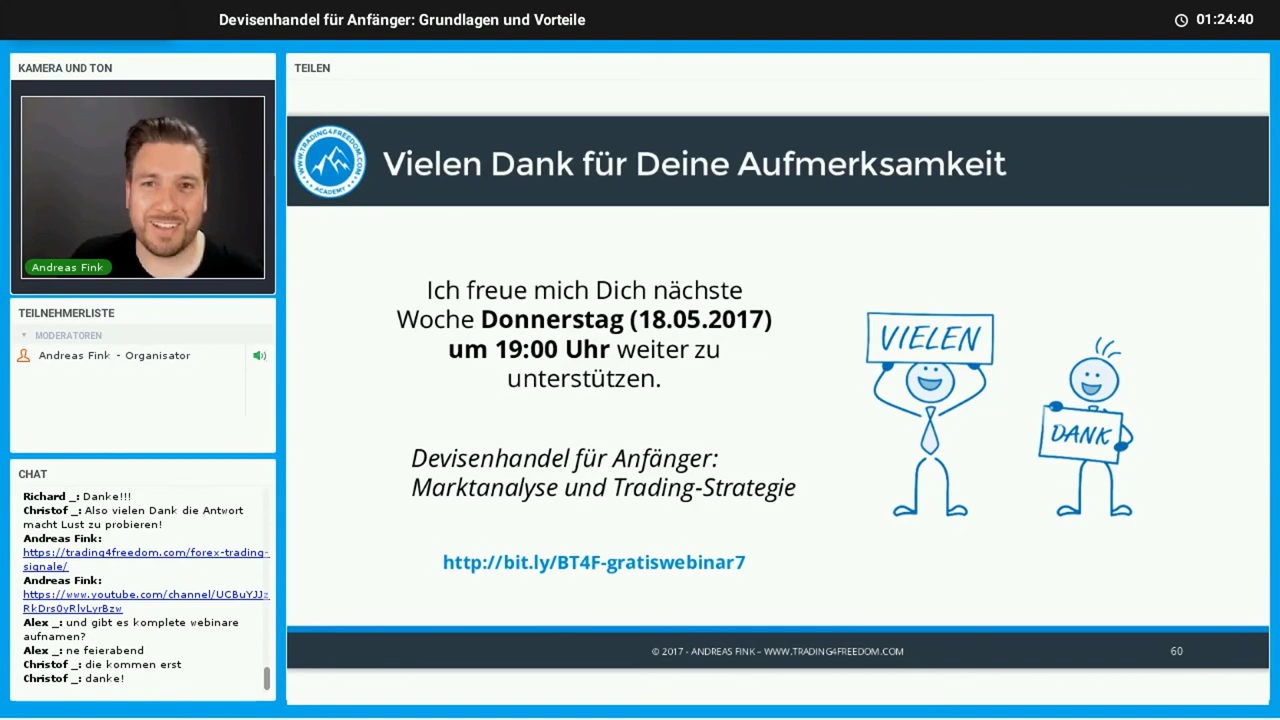 Devisenhandel für Anfänger: Grundlagen und Vorteile
01:24:40
KAMERA UND TON
Andreas Fink
TEILNEHMERLISTE
MODERATOREN
Andreas Fink - Organisator
CHAT
Richard _: Danke!!!
Christof _: Also vielen Dank die Antwort
macht Lust zu probieren!
Andreas Fink:
https://trading4freedom.com/forex-trading-
signale/
Andreas Fink:
https://www.youtube.com/channel/UCBuYJJz
RkDrs0yRlvLyrBzw
Alex _: und gibt es komplete webinare
aufnamen?
Alex _: ne feierabend
Christof _: die kommen erst
Christof _: danke!
TEILEN
WWW.TRADING4FREEDOM.COM
ACADEMY
Vielen Dank für Deine Aufmerksamkeit
Ich freue mich Dich nächste
Woche Donnerstag (18.05.2017)
um 19:00 Uhr weiter zu
unterstützen.
Devisenhandel für Anfänger:
Marktanalyse und Trading-Strategie
http://bit.ly/BT4F-gratiswebinar7
VIELEN
DANK
© 2017 - ANDREAS FINK – WWW.TRADING4FREEDOM.COM
60